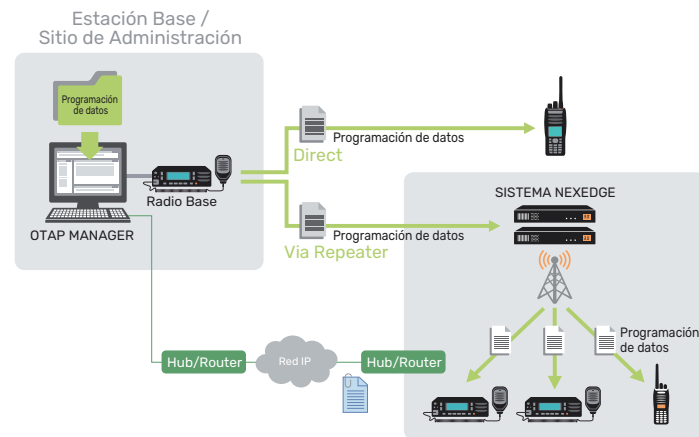 Estación Base /
Sitio de Administración
Programación
de datos
Radio Base
OTAP MANAGER
Programación de datos
Direct
Programación de datos
Via Repeater
SISTEMA NEXEDGE
Programación
de datos
Hub/Router
Red IP
Hub/Router